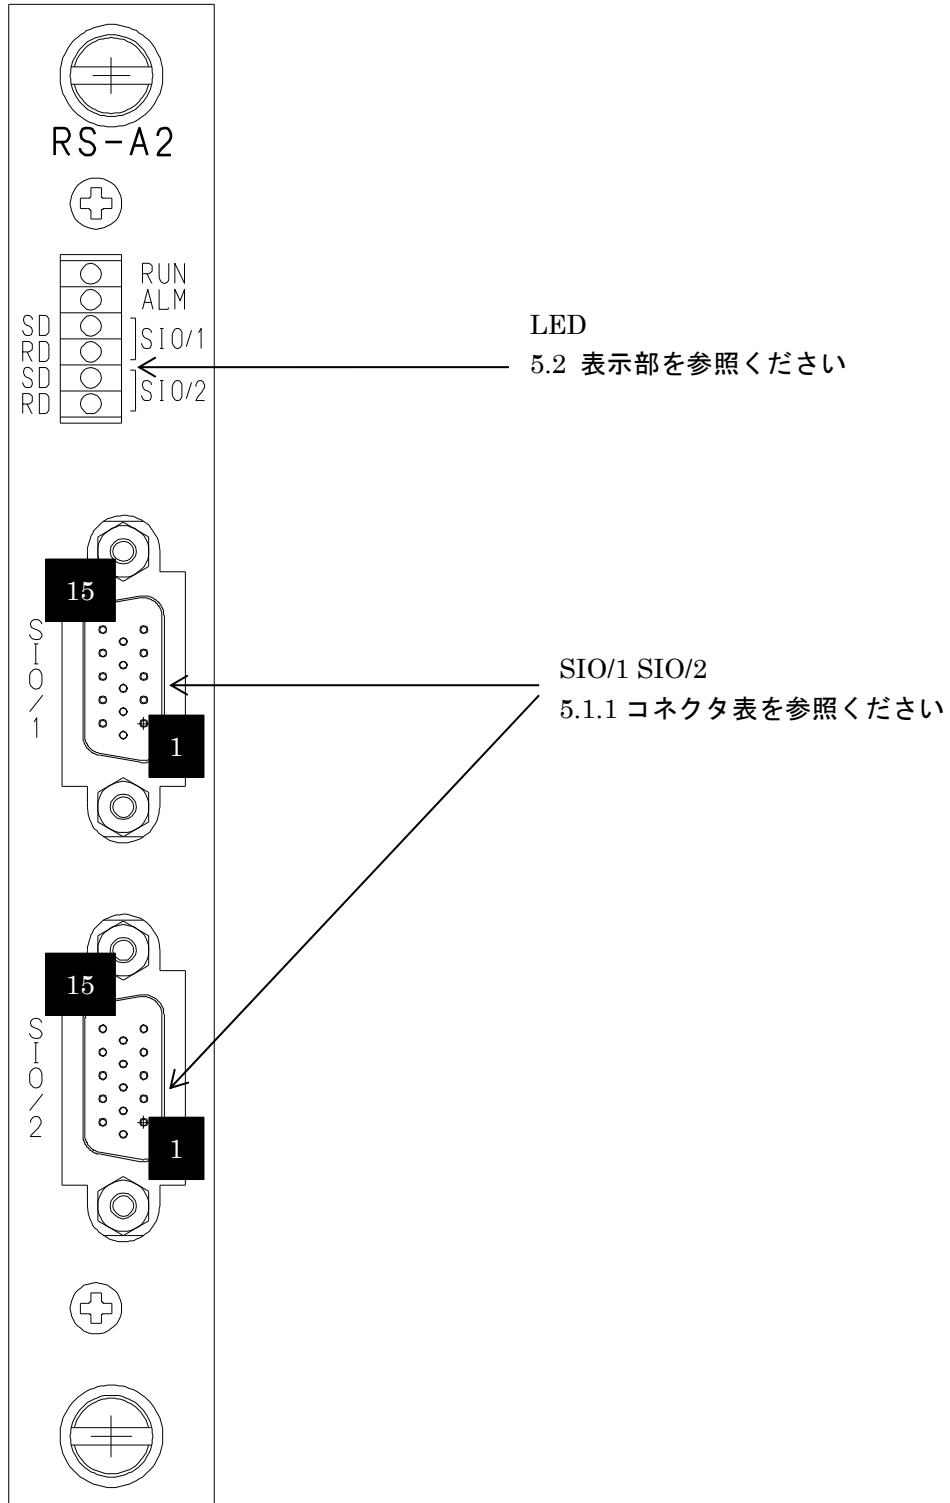 RS-A2
RUN
ALM
SD
RD
SIO/1
SD
RD
SIO/2
LED
5.2 表示部を参照ください
15
SIO/1
1
SIO/1 SIO/2
5.1.1 コネクタ表を参照ください
15
SIO/2
1